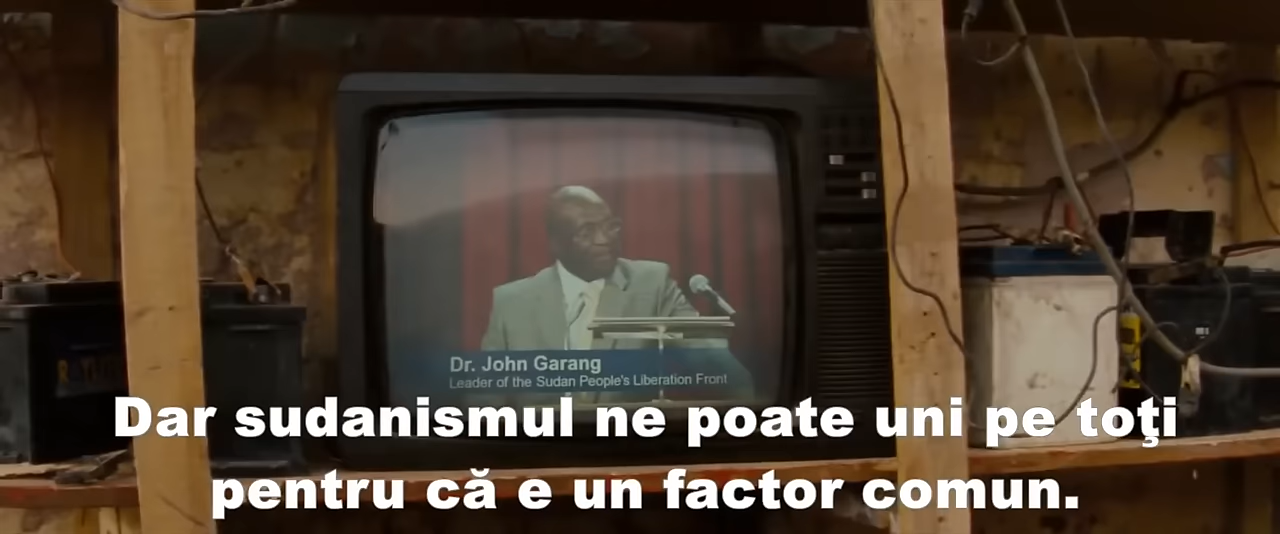 Dr. John Garang
Leader of the Sudan People's Liberation Front
Dar sudanismul ne poate uni pe toţi
pentru că e un factor comun.